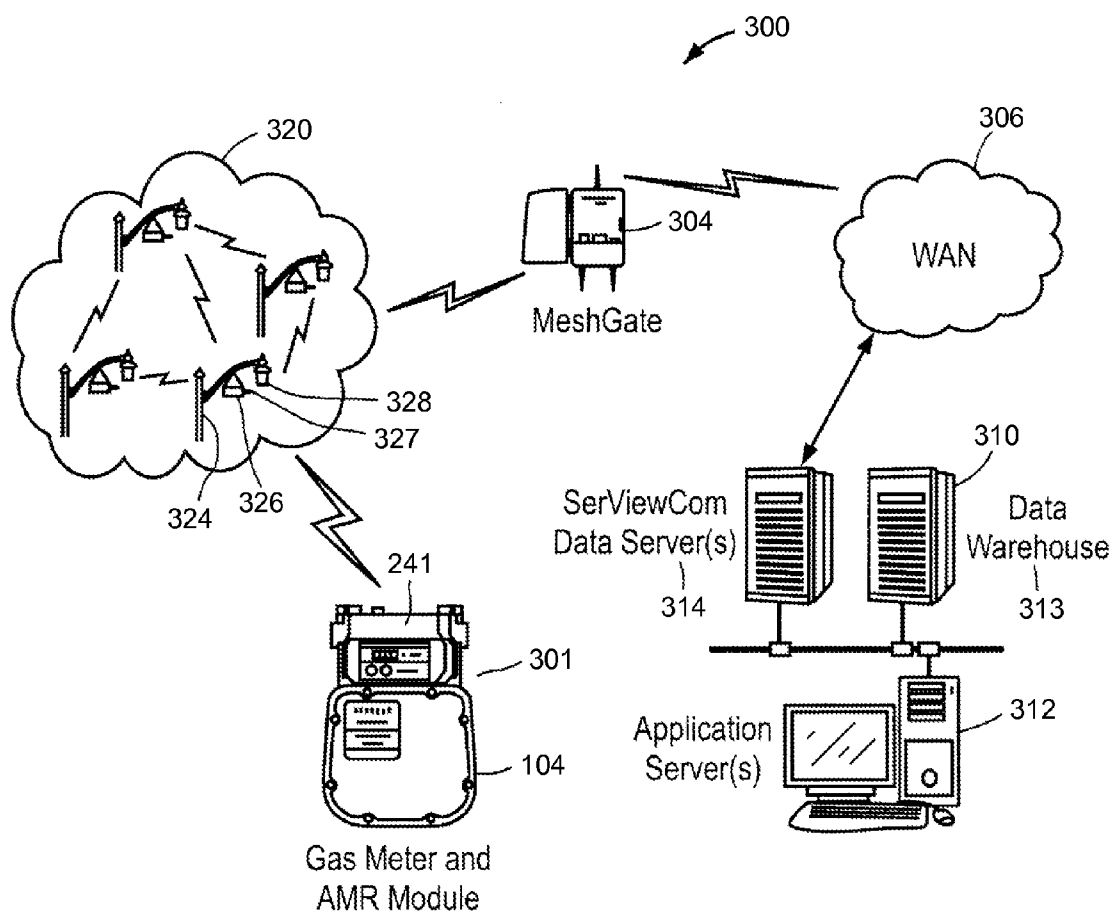 300
320
306
304
WAN
MeshGate
328
327
326
324
310
SerViewCom
Data Server(s)
314
Data
Warehouse
313
241
301
104
312
Application
Server(s)
Gas Meter and
AMR Module